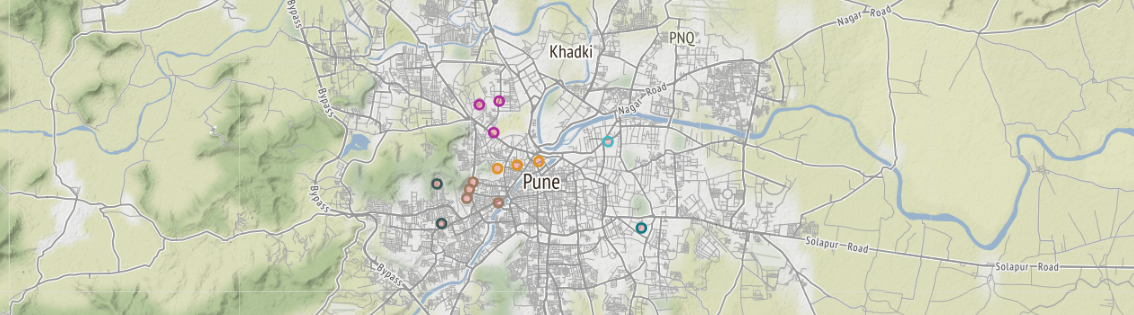 Bypass
Nagar Road
Khadki
PNQ
Bypass
Nagar Road
Pune
Bypass
Solapur Road
Solapur Road
Bypass